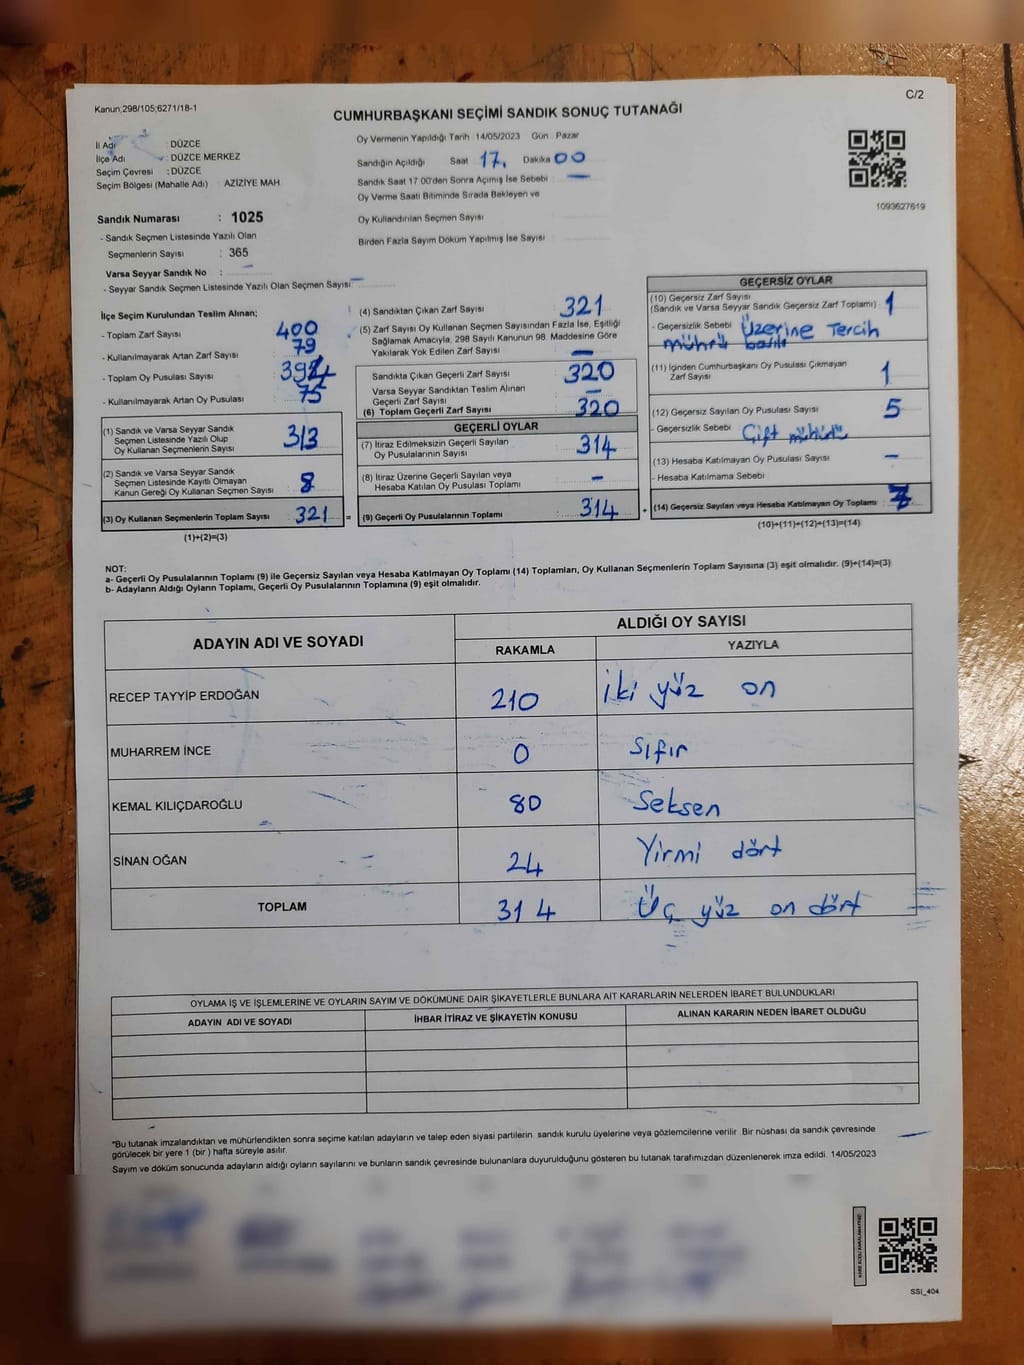 Kanun;298/105;6271/18-1
C/2
CUMHURBAŞKANI SEÇİMİ SANDIK SONUÇ TUTANAĞI
İl Adı : DÜZCE
İlçe Adı : DÜZCE MERKEZ
Seçim Çevresi : DÜZCE
Seçim Bölgesi (Mahalle Adı) AZİZİYE MAH
Sandık Numarası : 1025
- Sandık Seçmen Listesinde Yazılı Olan
Seçmenlerin Sayısı : 365
Varsa Seyyar Sandık No :
- Seyyar Sandık Seçmen Listesinde Yazılı Olan Seçmen Sayısı: –
Oy Vermenin Yapıldığı Tarih 14/05/2023 Gün Pazar
Sandığın Açıldığı Saat 17. Dakika 00
Sandık Saat 17.00'den Sonra Açımış İse Sebebi –
Oy Verme Saati Bitiminde Sırada Bekleyen ve
Oy Kullandırılan Seçmen Sayısı
Birden Fazla Sayım Döküm Yapılmış İse Sayısı
1093627619
İlçe Seçim Kurulundan Teslim Alınan;
- Toplam Zarf Sayısı 400
- Kullanılmayarak Artan Zarf Sayısı 79
- Toplam Oy Pusulası Sayısı
- Kullanılmayarak Artan Oy Pusulası 75
(1) Sandık ve Varsa Seyyar Sandık
Seçmen Listesinde Yazılı Olup
Oy Kullanan Seçmenlerin Sayısı 313
(2) Sandık ve Varsa Seyyar Sandık
Seçmen Listesinde Kayıtlı Olmayan
Kanun Gereği Oy Kullanan Seçmen Sayısı 8
(3) Oy Kullanan Seçmenlerin Toplam Sayısı 321 =
(1)+(2)=(3)
(4) Sandıktan Çıkan Zarf Sayısı 321
(5) Zarf Sayısı Oy Kullanan Seçmen Sayısından Fazla İse, Eşitliği
Sağlamak Amacıyla, 298 Sayılı Kanunun 98. Maddesine Göre
Yakılarak Yok Edilen Zarf Sayısı –
Sandıkta Çıkan Geçerli Zarf Sayısı 320
Varsa Seyyar Sandıktan Teslim Alınan
Geçerli Zarf Sayısı –
(6) Toplam Geçerli Zarf Sayısı 320
GEÇERLİ OYLAR
(7) İtiraz Edilmeksizin Geçerli Sayılan
Oy Pusulalarının Sayısı 314
(8) İtiraz Üzerine Geçerli Sayılan veya
Hesaba Katılan Oy Pusulası Toplamı –
(9) Geçerli Oy Pusulalarının Toplamı 314 +
GEÇERSİZ OYLAR
(10) Geçersiz Zarf Sayısı
(Sandık ve Varsa Seyyar Sandık Geçersiz Zarf Toplamı) 1
- Geçersizlik Sebebi Üzerine Tercih
mührü basılı
(11) İçinden Cumhurbaşkanı Oy Pusulası Çıkmayan
Zarf Sayısı 1
(12) Geçersiz Sayılan Oy Pusulası Sayısı 5
- Geçersizlik Sebebi Çift mühürlü
(13) Hesaba Katılmayan Oy Pusulası Sayısı –
- Hesaba Katılmama Sebebi
(14) Geçersiz Sayılan veya Hesaba Katılmayan Oy Toplamı 7
(10)+(11)+(12)+(13)=(14)
NOT:
a- Geçerli Oy Pusulalarının Toplamı (9) ile Geçersiz Sayılan veya Hesaba Katılmayan Oy Toplamı (14) Toplamları, Oy Kullanan Seçmenlerin Toplam Sayısına (3) eşit olmalıdır. (9)+(14)=(3)
b- Adayların Aldığı Oyların Toplamı, Geçerli Oy Pusulalarının Toplamına (9) eşit olmalıdır.
ADAYIN ADI VE SOYADI
ALDIĞI OY SAYISI
RAKAMLA YAZIYLA
RECEP TAYYİP ERDOĞAN 210 iki yüz on
MUHARREM İNCE 0 sıfır
KEMAL KILIÇDAROĞLU 80 Seksen
SİNAN OĞAN 24 Yirmi dört
TOPLAM 314 Üç yüz on dört
OYLAMA İŞ VE İŞLEMLERİNE VE OYLARIN SAYIM VE DÖKÜMÜNE DAİR ŞİKAYETLERLE BUNLARA AİT KARARLARIN NELERDEN İBARET BULUNDUKLARI
ADAYIN ADI VE SOYADI İHBAR İTİRAZ VE ŞİKAYETİN KONUSU ALINAN KARARIN NEDEN İBARET OLDUĞU
*Bu tutanak imzalandıktan ve mühürlendikten sonra seçime katılan adayların ve talep eden siyasi partilerin sandık kurulu üyelerine veya gözlemcilerine verilir. Bir nüshası da sandık çevresinde
görülecek bir yere 1 (bir) hafta süreyle asılır.
Sayım ve döküm sonucunda adayların aldığı oyların sayılarını ve bunların sandık çevresinde bulunanlara duyurulduğunu gösteren bu tutanak tarafımızdan düzenlenerek imza edildi. 14/05/2023
SSI_404